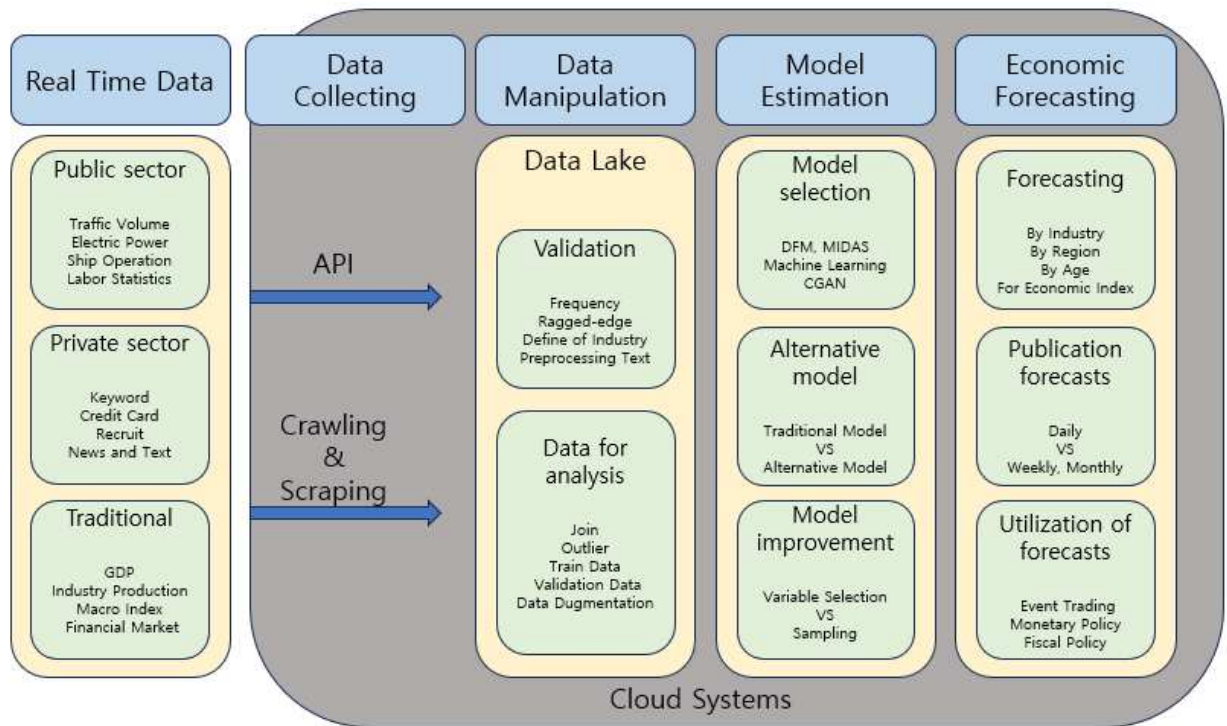 Real Time Data
Data
Collecting
Data
Manipulation
Model
Estimation
Economic
Forecasting
Public sector
Traffic Volume
Electric Power
Ship Operation
Labor Statistics
Private sector
Keyword
Credit Card
Recruit
News and Text
Traditional
GDP
Industry Production
Macro Index
Financial Market
API
Crawling
&
Scraping
Data Lake
Validation
Frequency
Ragged-edge
Define of Industry
Preprocessing Text
Data for
analysis
Join
Outlier
Train Data
Validation Data
Data Dugmentation
Model
selection
DFM, MIDAS
Machine Learning
CGAN
Alternative
model
Traditional Model
VS
Alternative Model
Model
improvement
Variable Selection
VS
Sampling
Forecasting
By Industry
By Region
By Age
For Economic Index
Publication
forecasts
Daily
VS
Weekly, Monthly
Utilization of
forecasts
Event Trading
Monetary Policy
Fiscal Policy
Cloud Systems